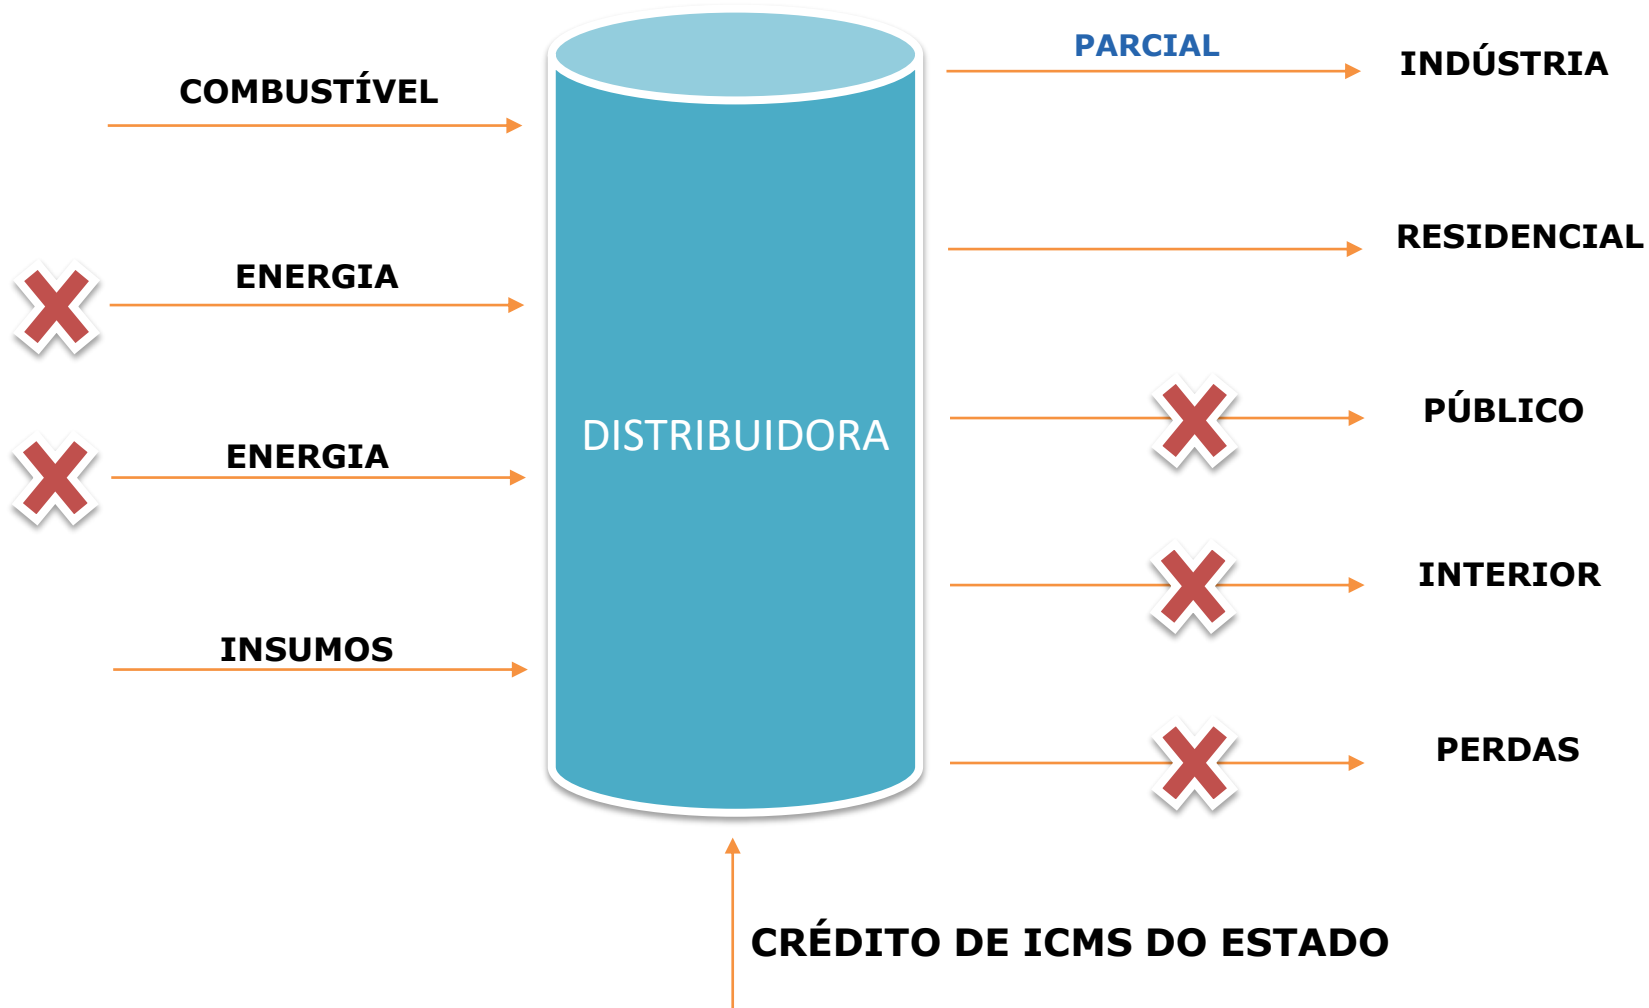 PARCIAL
INDÚSTRIA
COMBUSTÍVEL
RESIDENCIAL
ENERGIA
PÚBLICO
DISTRIBUIDORA
ENERGIA
INTERIOR
INSUMOS
PERDAS
CRÉDITO DE ICMS DO ESTADO